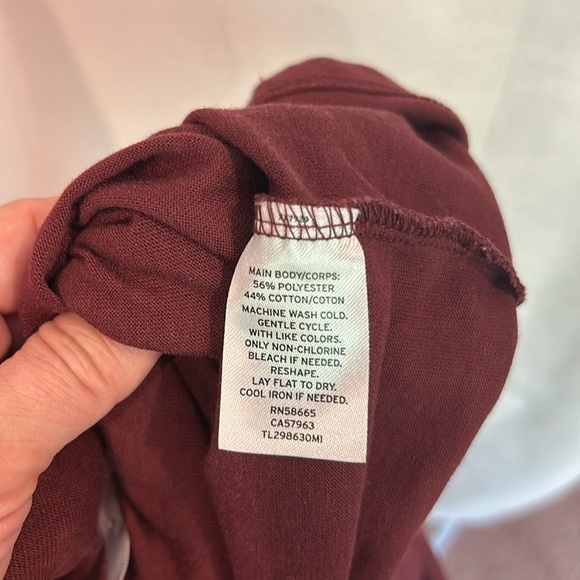 MAIN BODY/CORPS:
56% POLYESTER
44% COTTON/COTON
MACHINE WASH COLD.
GENTLE CYCLE.
WITH LIKE COLORS.
ONLY NON-CHLORINE
BLEACH IF NEEDED.
RESHAPE.
LAY FLAT TO DRY.
COOL IRON IF NEEDED.
RN58665
CA57963
TL298630MI